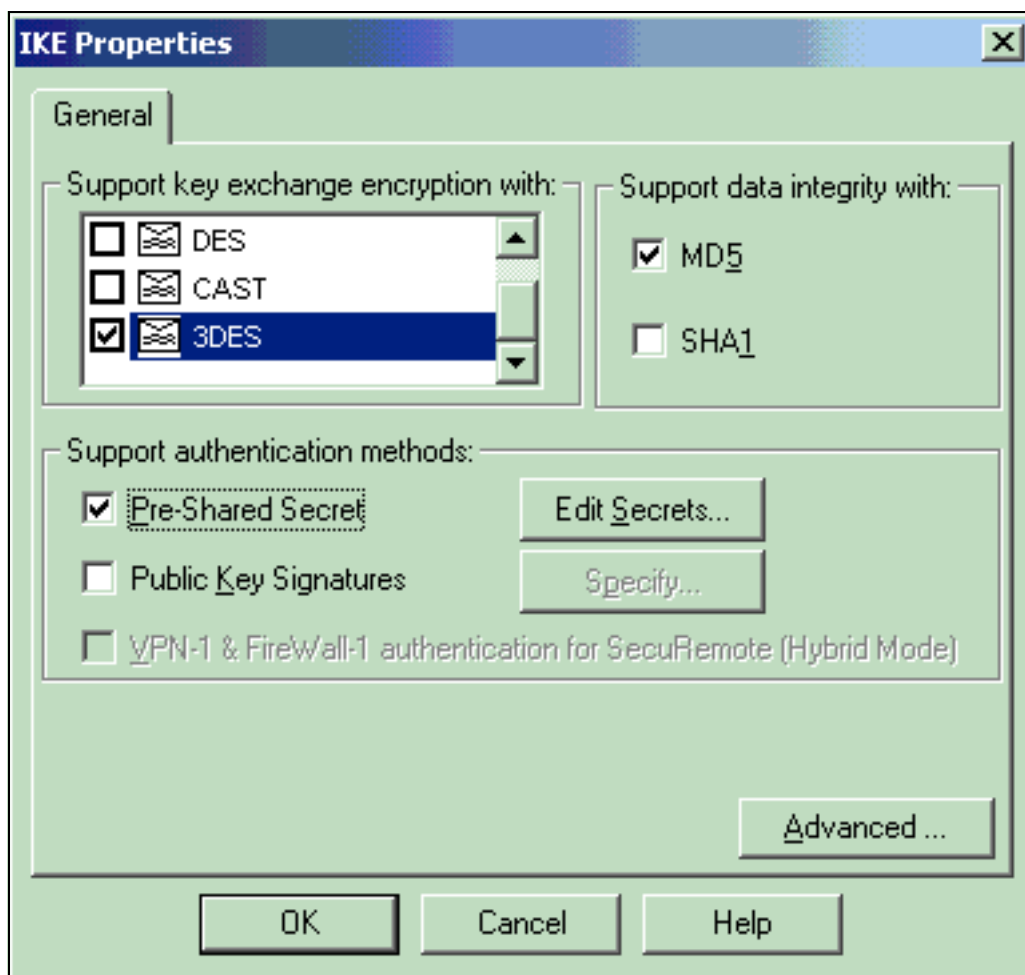 IKE Properties
General
Support key exchange encryption with:
DES
CAST
3DES
Support data integrity with:
MD5
SHA1
Support authentication methods:
Pre-Shared Secret
Edit Secrets...
Public Key Signatures
Specify...
VPN-1 & FireWall-1 authentication for SecuRemote (Hybrid Mode)
Advanced ...
OK
Cancel
Help